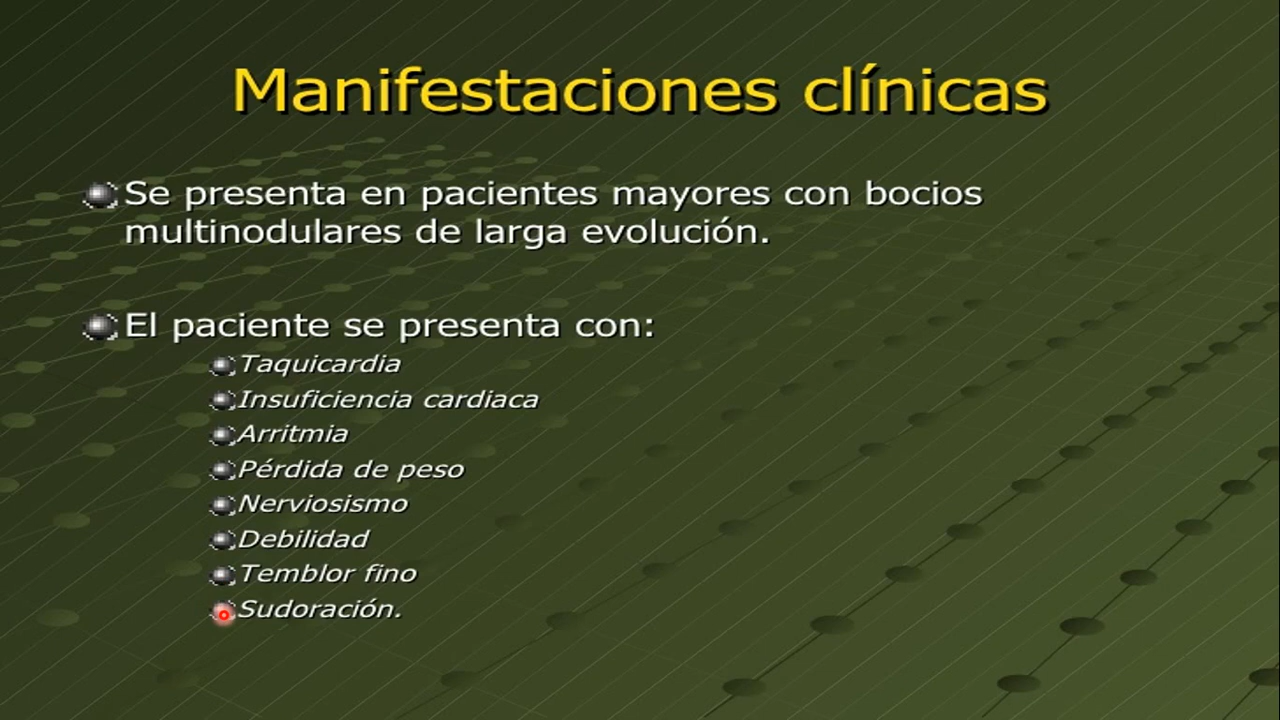 Manifestaciones clínicas
Se presenta en pacientes mayores con bocios
multinodulares de larga evolución.
El paciente se presenta con:
Taquicardia
Insuficiencia cardiaca
Arritmia
Pérdida de peso
Nerviosismo
Debilidad
Temblor fino
Sudoración.